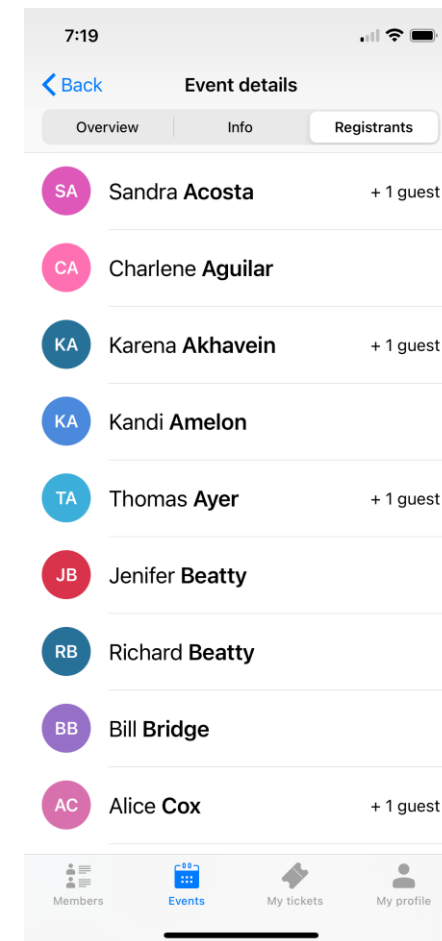 7:19
Back Event details
Overview Info Registrants
SA Sandra Acosta + 1 guest
CA Charlene Aguilar
KA Karena Akhavein + 1 guest
KA Kandi Amelon
TA Thomas Ayer + 1 guest
JB Jenifer Beatty
RB Richard Beatty
BB Bill Bridge
AC Alice Cox + 1 guest
Members Events My tickets My profile